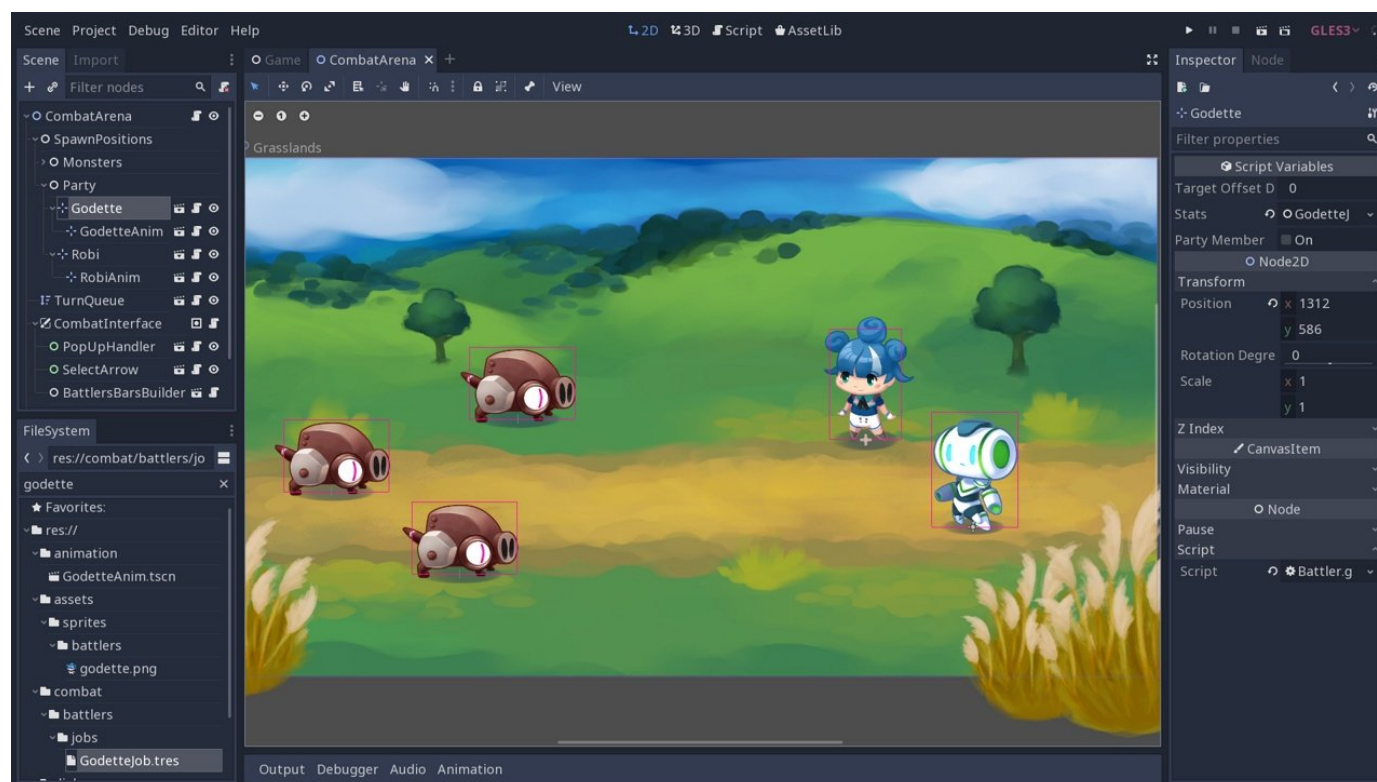 Scene Project Debug Editor Help
2D 3D Script AssetLib
GLES3
Scene Import
Filter nodes
CombatArena
SpawnPositions
Monsters
Party
Godette
GodetteAnim
Robi
RobiAnim
TurnQueue
CombatInterface
PopUpHandler
SelectArrow
BattlersBarsBuilder
FileSystem
res://combat/battlers/jo
godette
Favorites:
res://
animation
GodetteAnim.tscn
assets
sprites
battlers
godette.png
combat
battlers
jobs
GodetteJob.tres
Game CombatArena
View
Grasslands
Output Debugger Audio Animation
Inspector Node
Godette
Filter properties
Script Variables
Target Offset D 0
Stats GodetteJ
Party Member On
Node2D
Transform
Position x 1312
y 586
Rotation Degre 0
Scale x 1
y 1
Z Index
CanvasItem
Visibility
Material
Node
Pause
Script
Script Battler.g